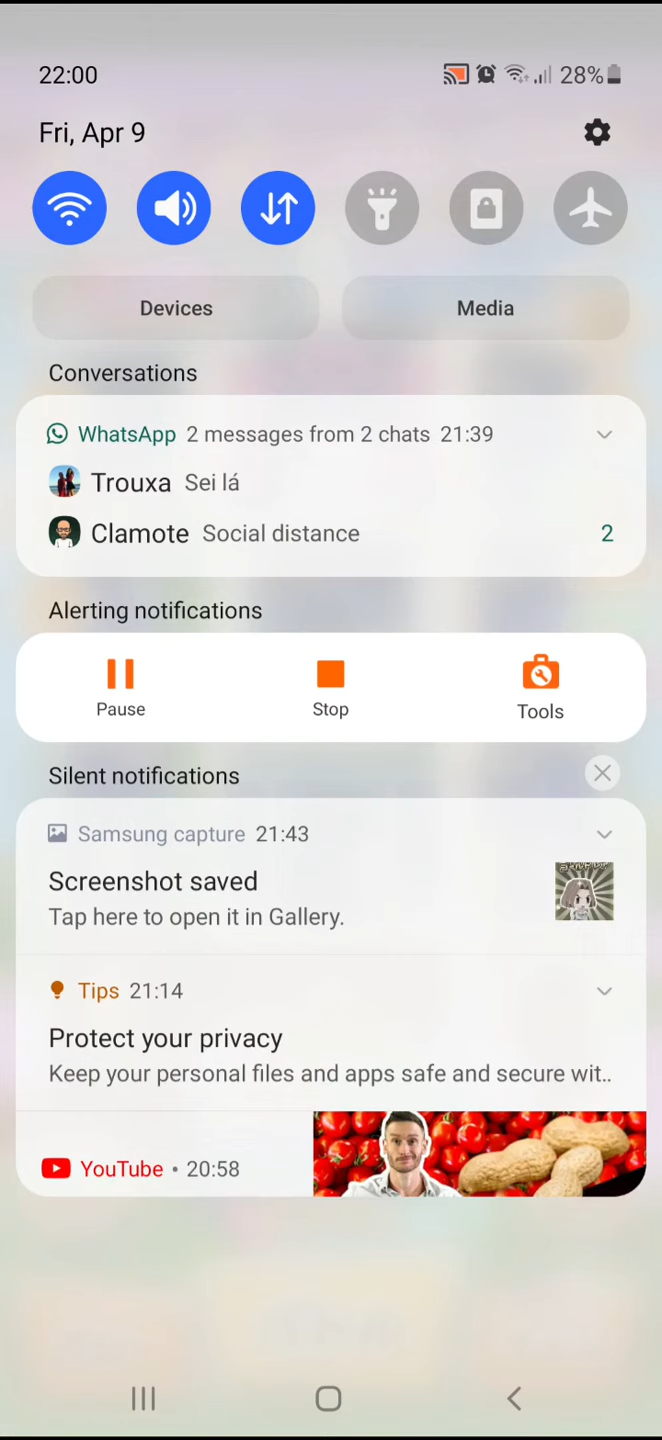 22:00
28%
Fri, Apr 9
Devices
Media
Conversations
WhatsApp 2 messages from 2 chats 21:39
Trouxa Sei lá
Clamote Social distance 2
Alerting notifications
Pause
Stop
Tools
Silent notifications
Samsung capture 21:43
Screenshot saved
Tap here to open it in Gallery.
Tips 21:14
Protect your privacy
Keep your personal files and apps safe and secure wit..
YouTube • 20:58